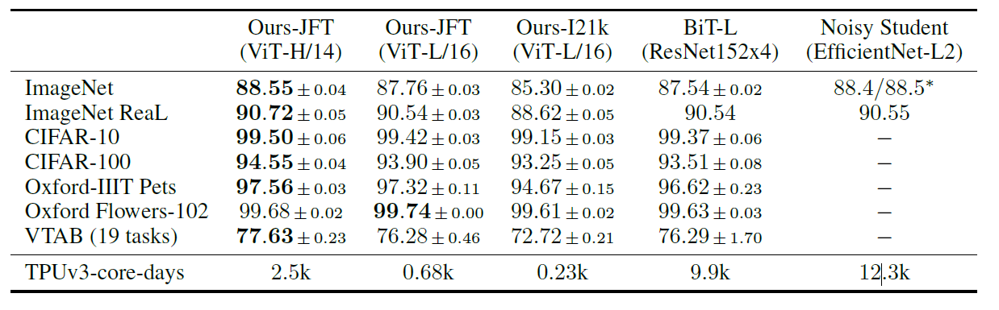 Ours-JFT Ours-JFT Ours-I21k BiT-L Noisy Student
(ViT-H/14) (ViT-L/16) (ViT-L/16) (ResNet152x4) (EfficientNet-L2)
ImageNet 88.55 ± 0.04 87.76 ± 0.03 85.30 ± 0.02 87.54 ± 0.02 88.4/88.5*
ImageNet ReaL 90.72 ± 0.05 90.54 ± 0.03 88.62 ± 0.05 90.54 90.55
CIFAR-10 99.50 ± 0.06 99.42 ± 0.03 99.15 ± 0.03 99.37 ± 0.06 −
CIFAR-100 94.55 ± 0.04 93.90 ± 0.05 93.25 ± 0.05 93.51 ± 0.08 −
Oxford-IIIT Pets 97.56 ± 0.03 97.32 ± 0.11 94.67 ± 0.15 96.62 ± 0.23 −
Oxford Flowers-102 99.68 ± 0.02 99.74 ± 0.00 99.61 ± 0.02 99.63 ± 0.03 −
VTAB (19 tasks) 77.63 ± 0.23 76.28 ± 0.46 72.72 ± 0.21 76.29 ± 1.70 −
TPUv3-core-days 2.5k 0.68k 0.23k 9.9k 12.3k